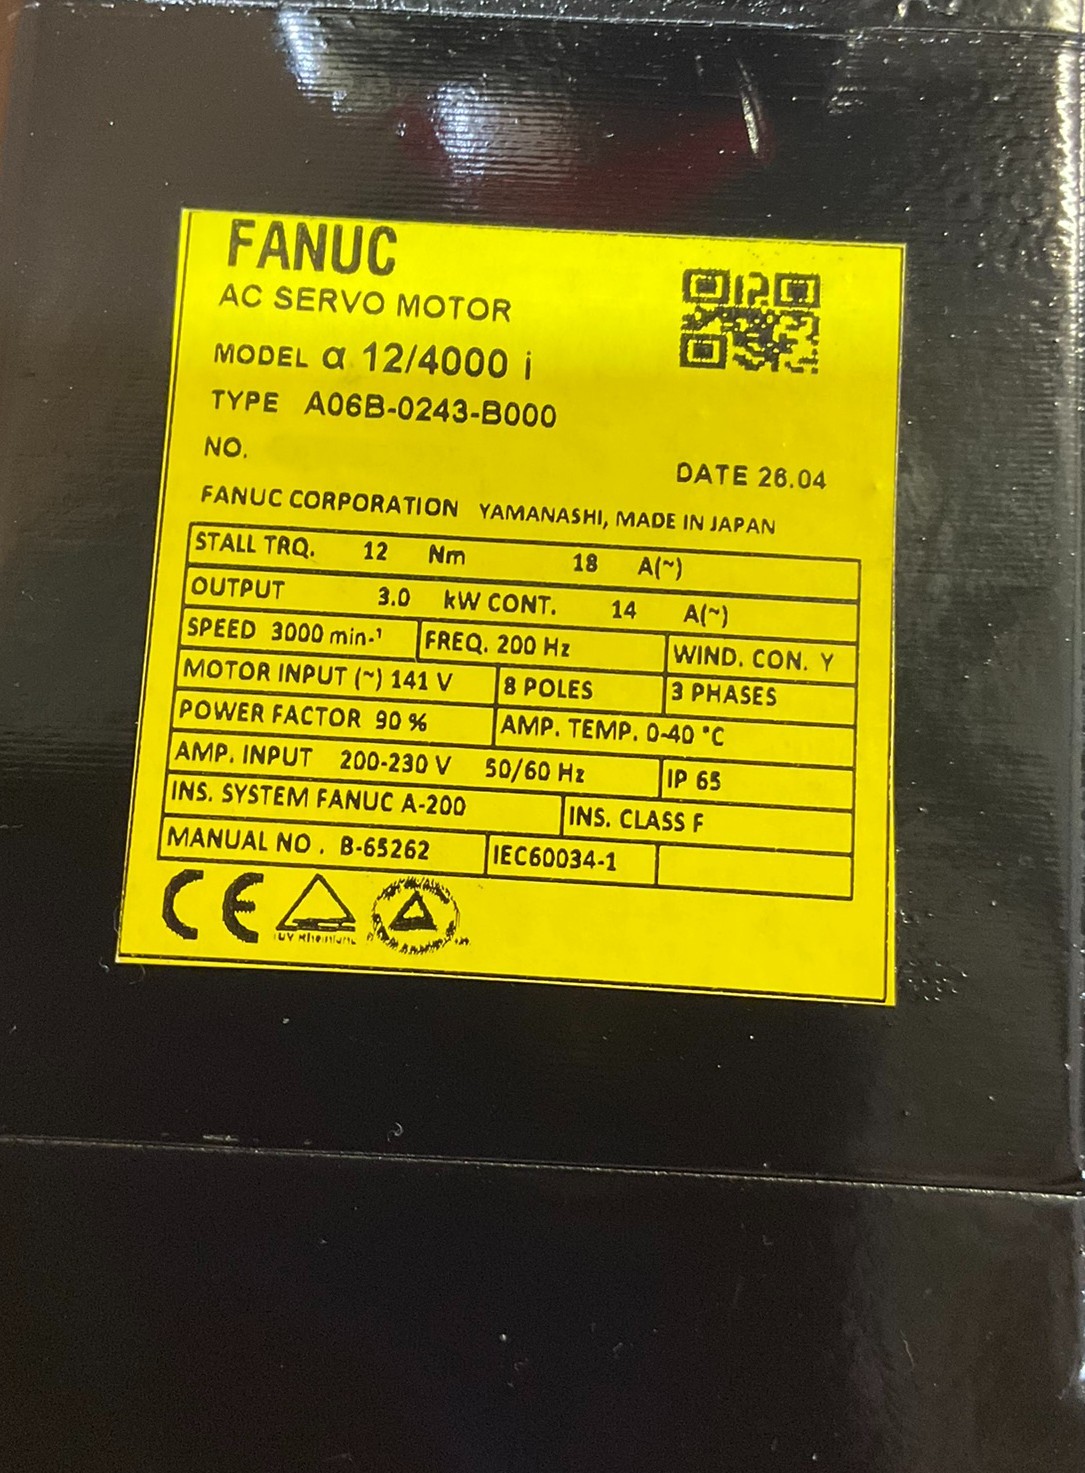 FANUC
AC SERVO MOTOR
MODEL α 12/4000 i
TYPE A06B-0243-B000
NO.
DATE 26.04
FANUC CORPORATION YAMANASHI, MADE IN JAPAN
STALL TRQ. 12 Nm 18 A(~)
OUTPUT 3.0 kW CONT. 14 A(~)
SPEED 3000 min-¹ FREQ. 200 Hz WIND. CON. Y
MOTOR INPUT (~) 141 V 8 POLES 3 PHASES
POWER FACTOR 90 % AMP. TEMP. 0-40 °C
AMP. INPUT 200-230 V 50/60 Hz IP 65
INS. SYSTEM FANUC A-200 INS. CLASS F
MANUAL NO . B-65262 IEC60034-1
CE